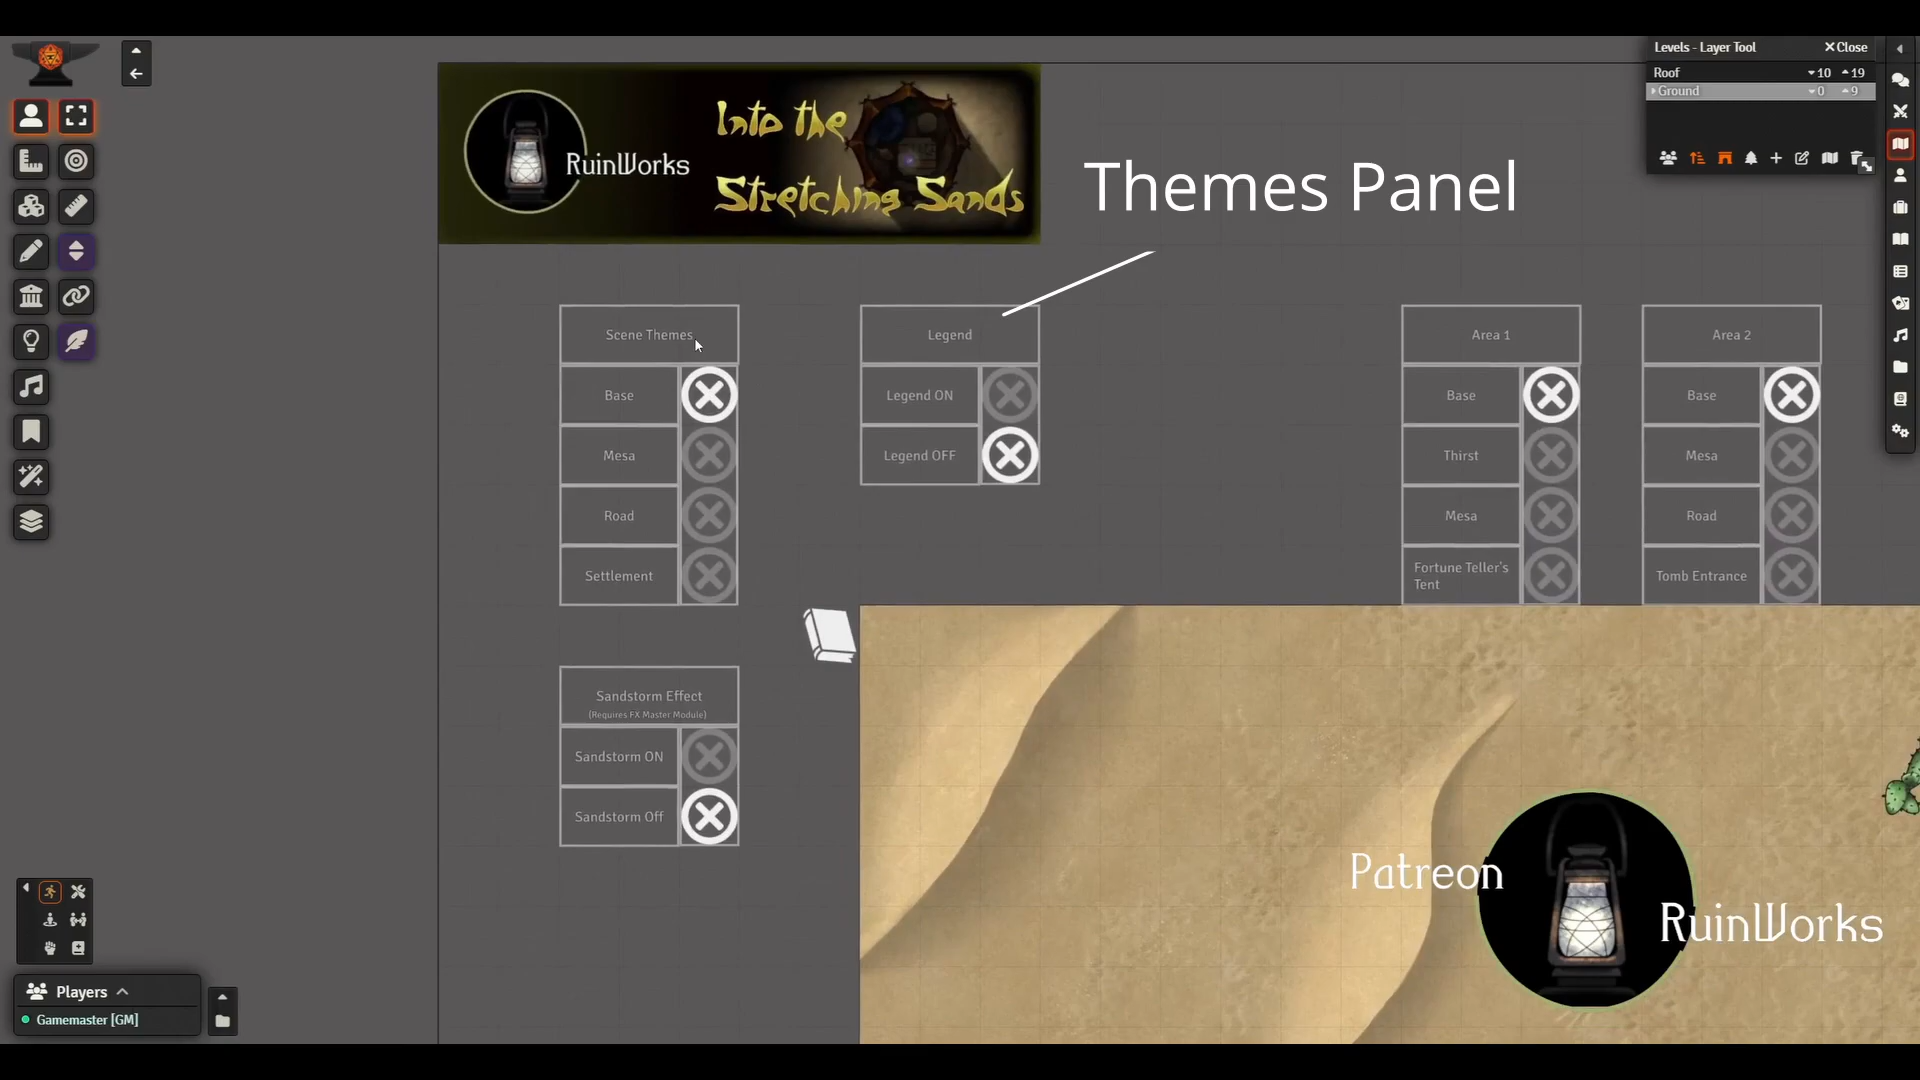 Levels - Layer Tool
Close
Roof
10
19
Ground
0
9
RuinWorks
Into the
Stretching Sands
Themes Panel
Scene Themes
Base
Mesa
Road
Settlement
Legend
Legend ON
Legend OFF
Area 1
Base
Thirst
Mesa
Fortune Teller's
Tent
Area 2
Base
Mesa
Road
Tomb Entrance
Sandstorm Effect
(Requires FX Master Module)
Sandstorm ON
Sandstorm Off
Patreon
RuinWorks
Players
Gamemaster [GM]